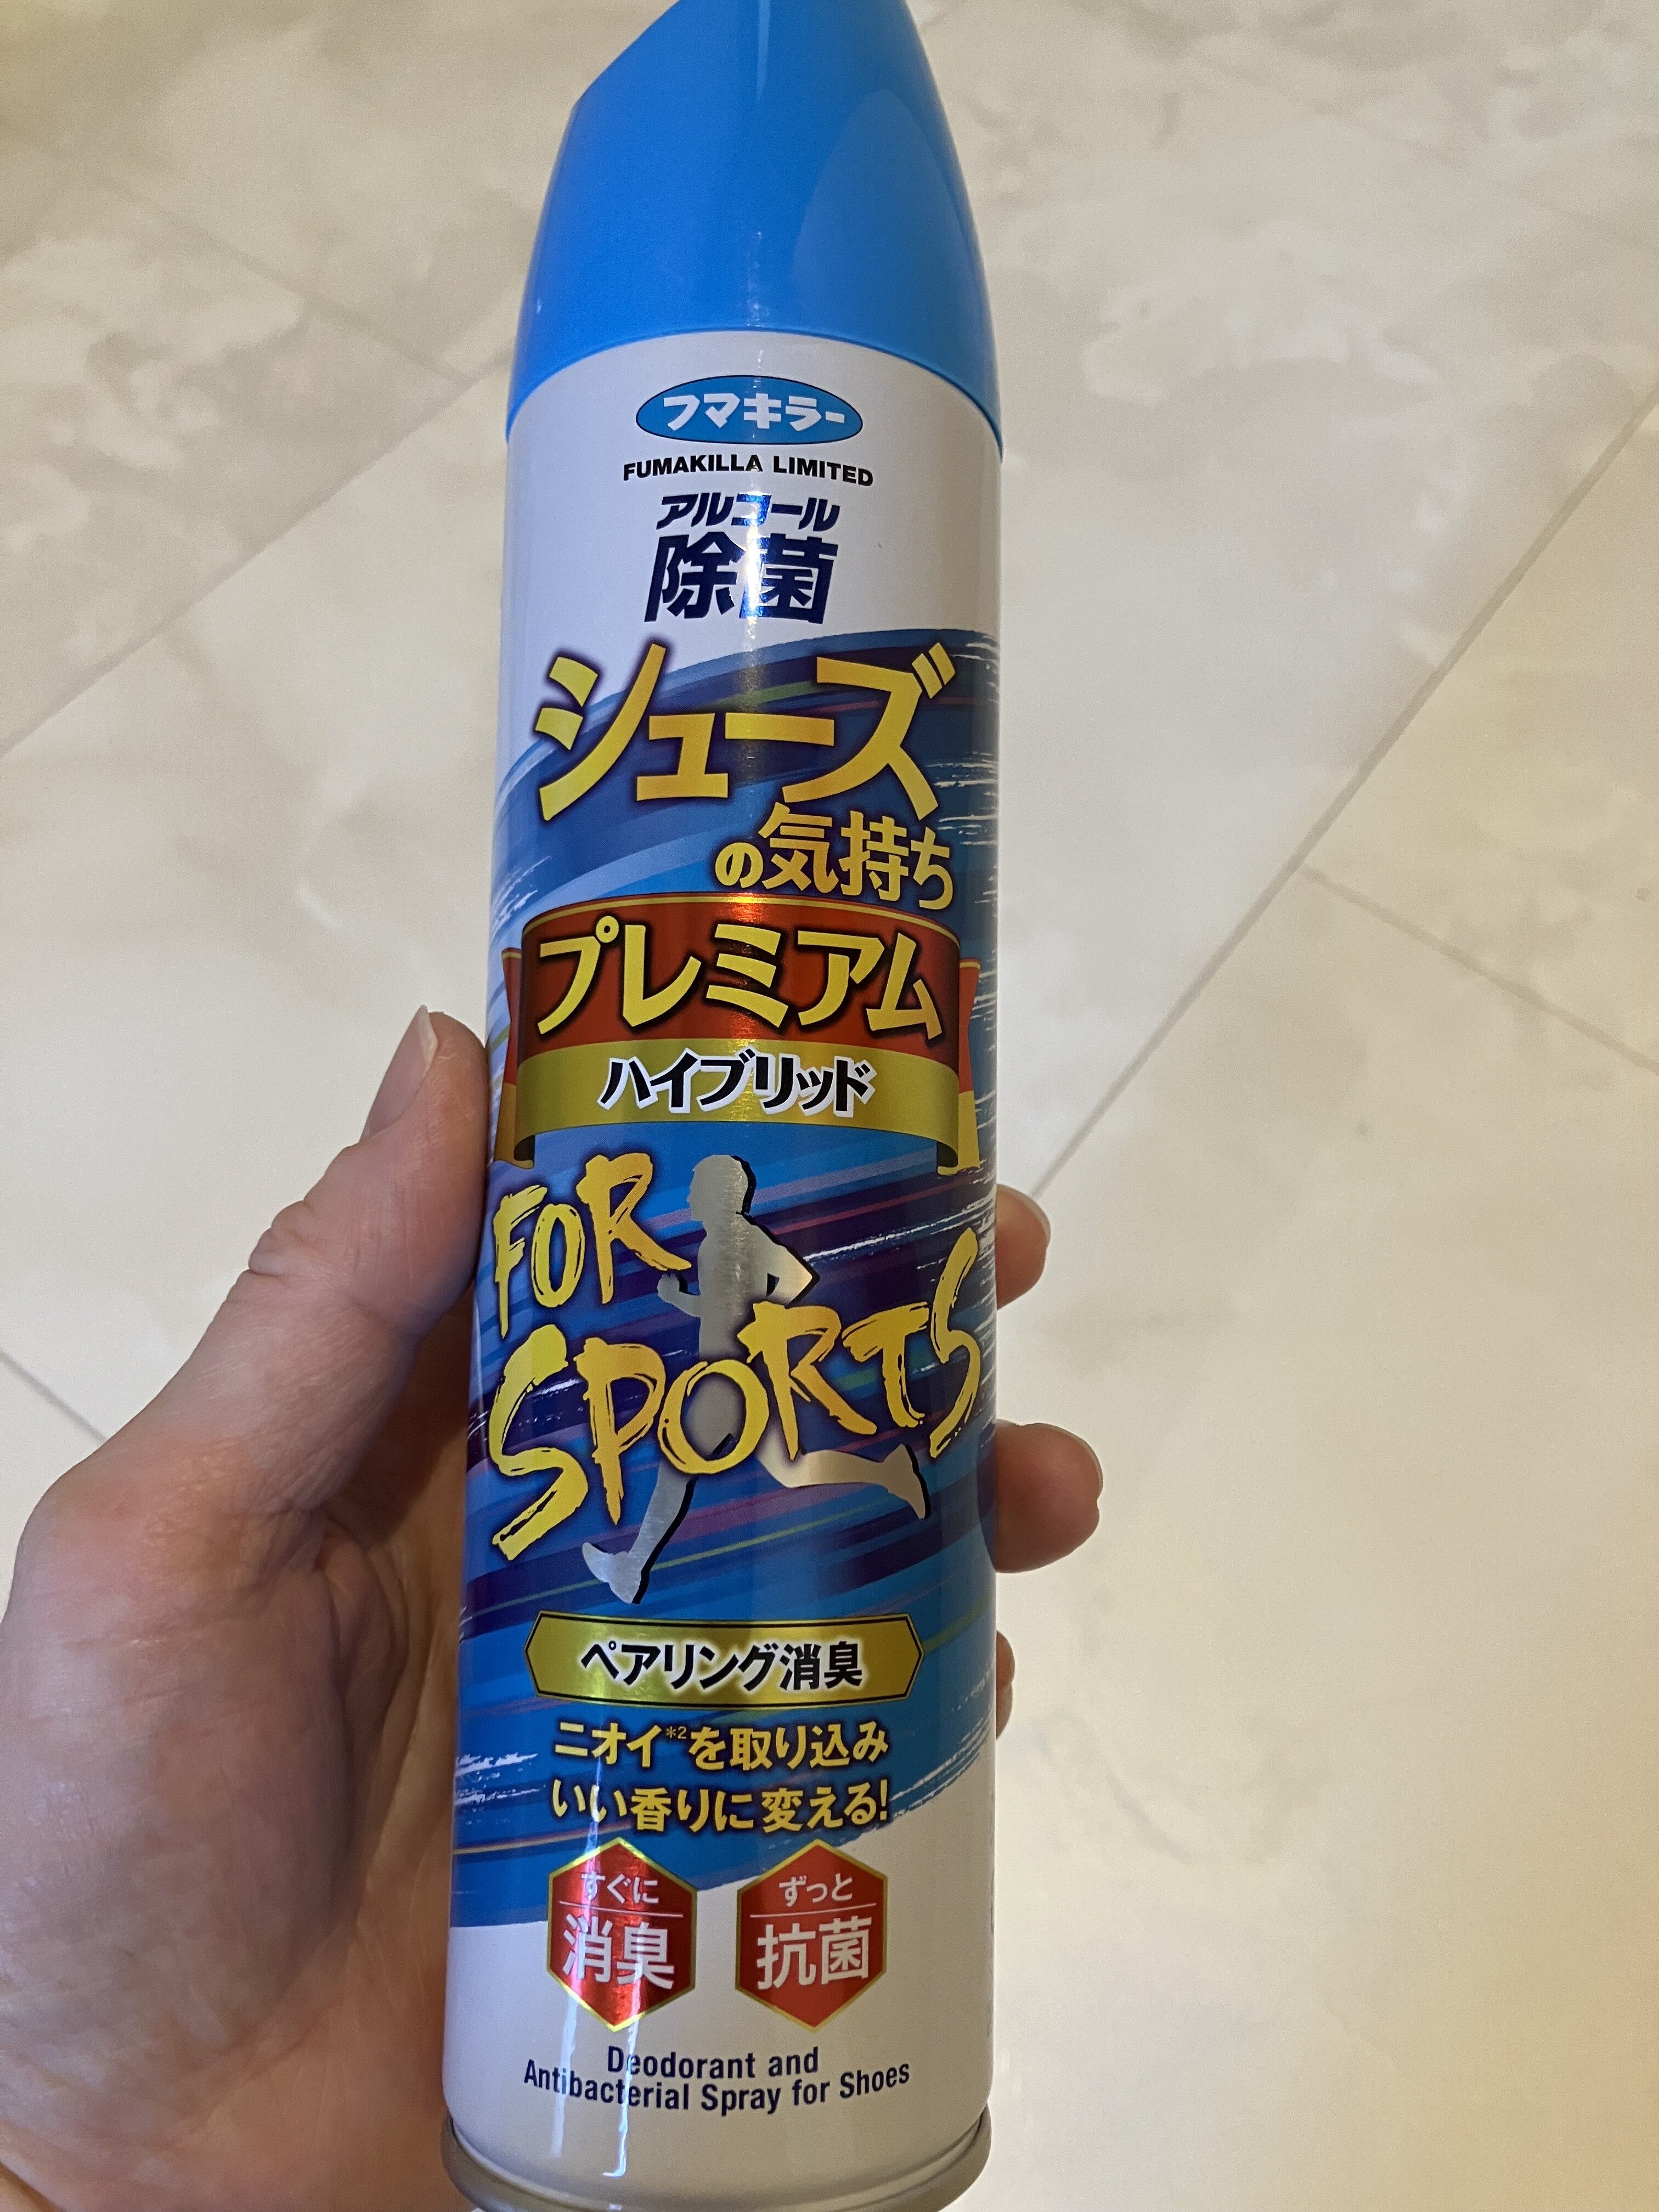 フマキラー
FUMAKILLA LIMITED
アルコール
除菌
シューズ
の気持ち
プレミアム
ハイブリッド
FOR
SPORTS
ペアリング消臭
ニオイ*2を取り込み
いい香りに変える!
すぐに
消臭
ずっと
抗菌
Deodorant and
Antibacterial Spray for Shoes